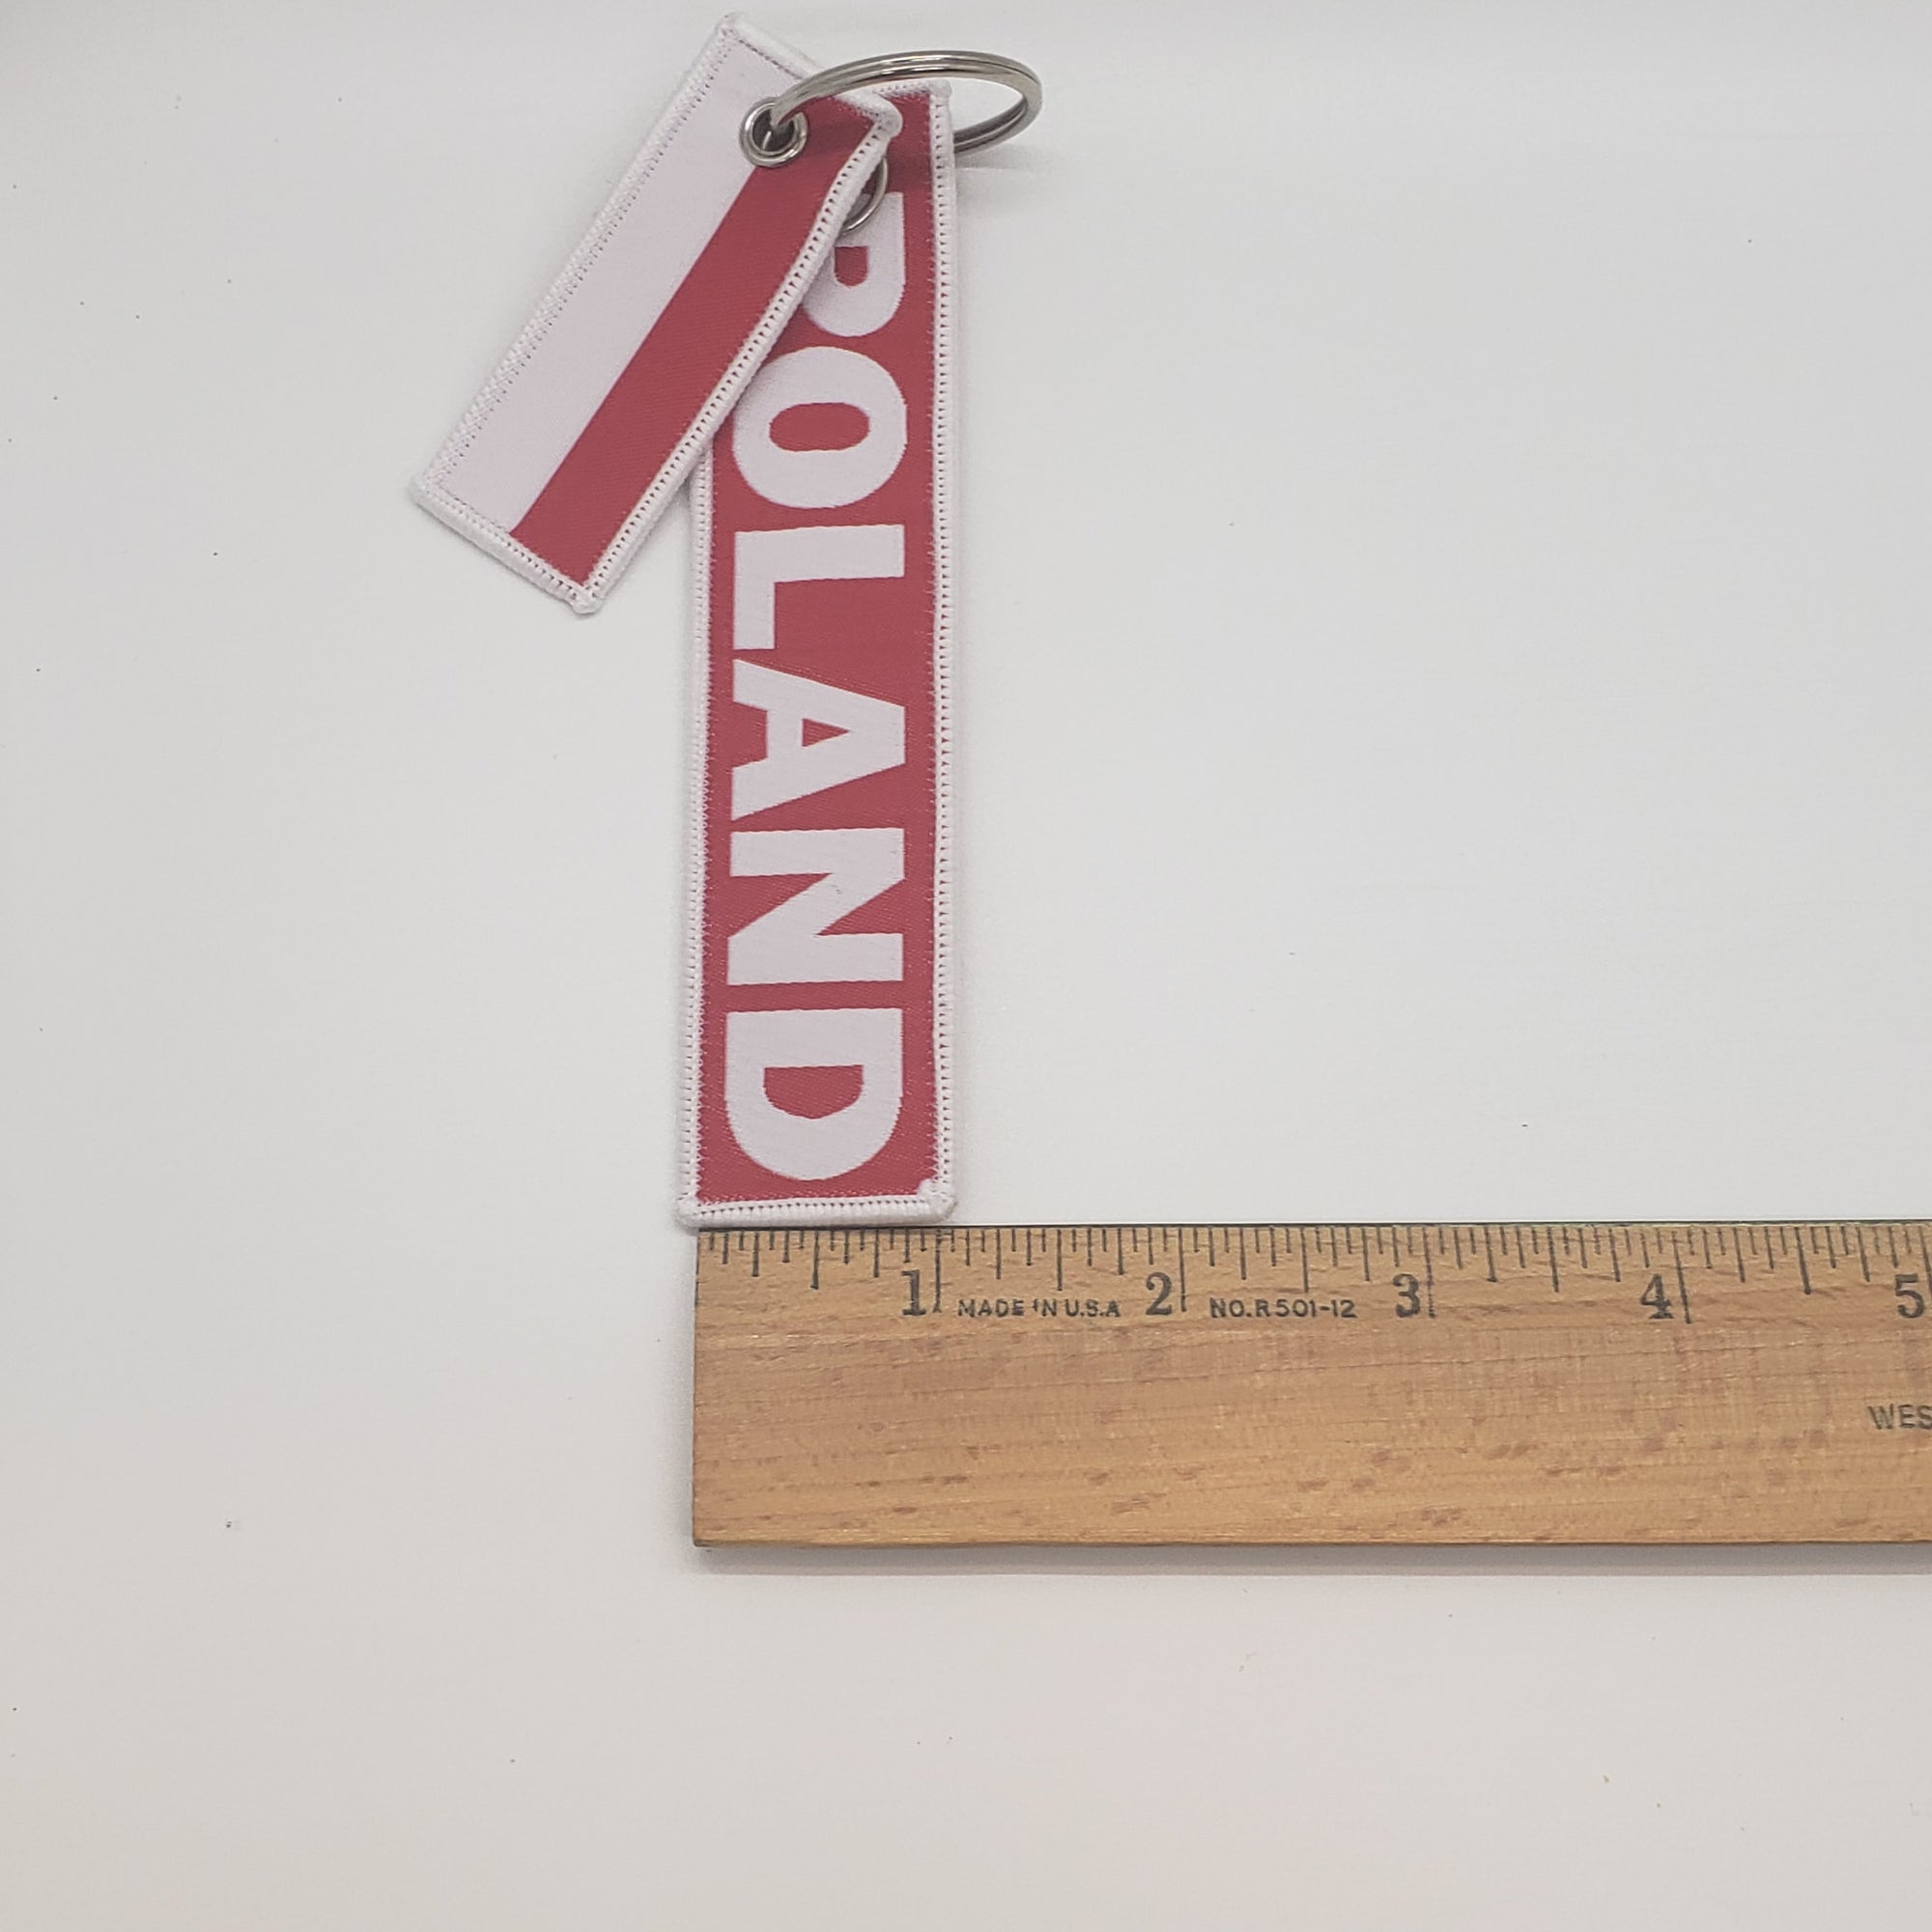 POLAND
1 2 3 4 5
MADE IN U.S.A NO.R501-12
WES